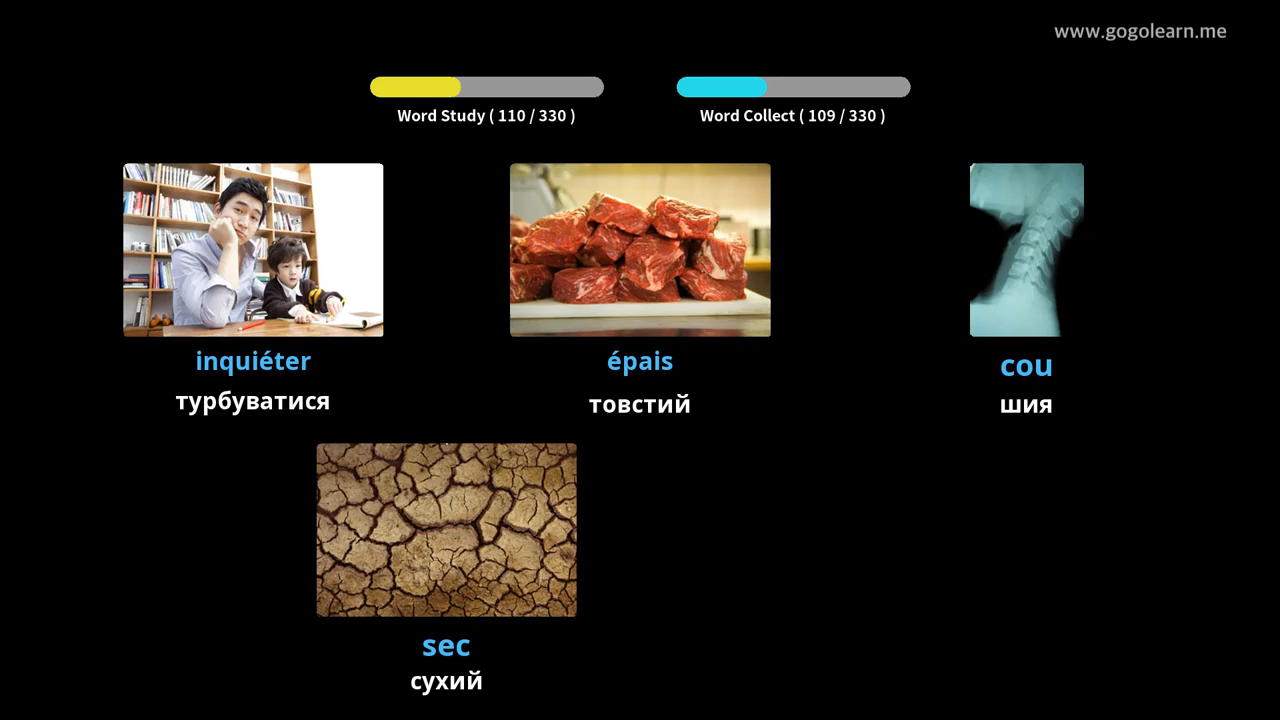 www.gogolearn.me
Word Study ( 110 / 330 )
Word Collect ( 109 / 330 )
inquiéter
турбуватися
épais
товстий
cou
шия
sec
сухий